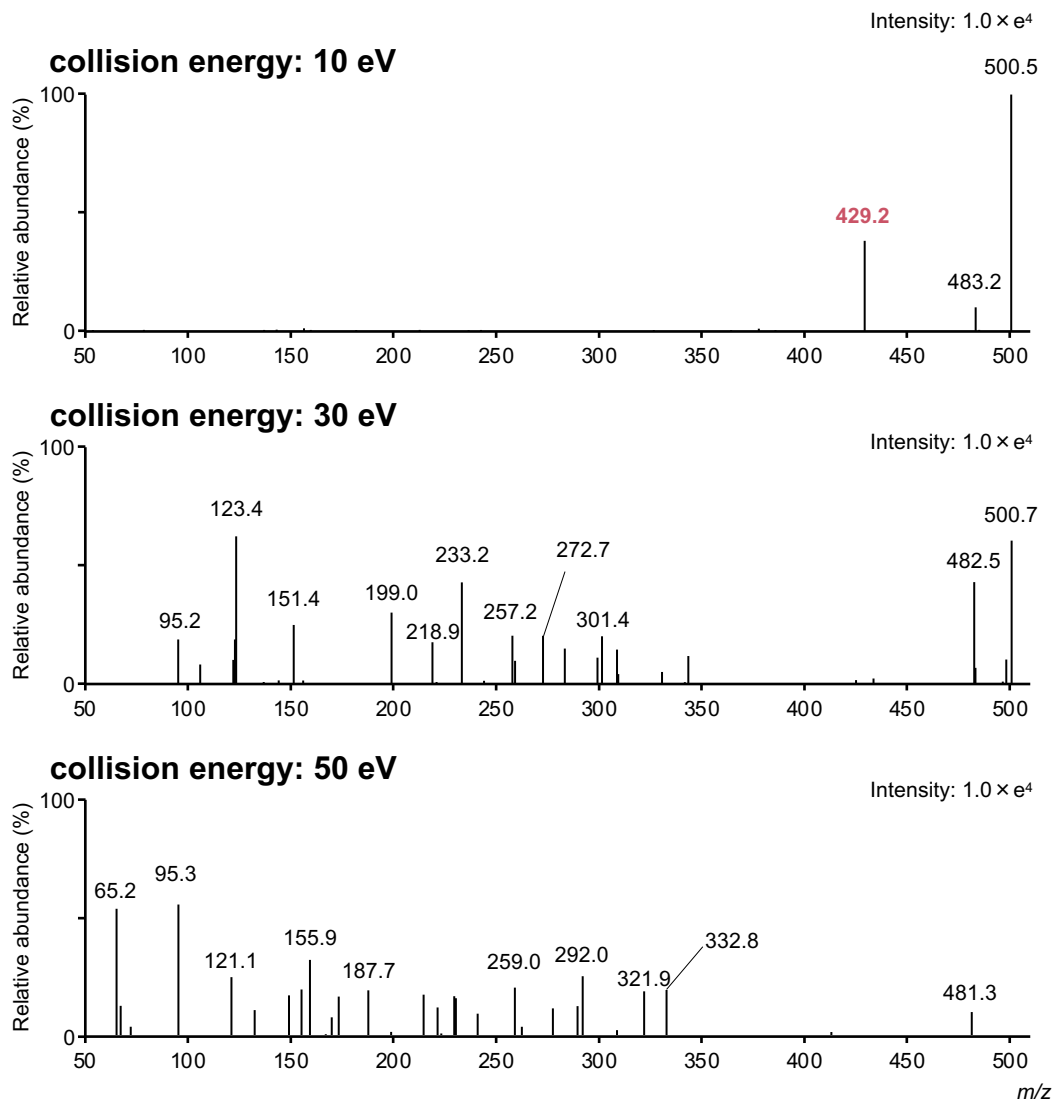 Intensity: 1.0 × e⁴
collision energy: 10 eV
500.5
100
429.2
483.2
Relative abundance (%)
0
50 100 150 200 250 300 350 400 450 500
collision energy: 30 eV
Intensity: 1.0 × e⁴
100
123.4
500.7
272.7
233.2
482.5
199.0
151.4
257.2
301.4
95.2
218.9
Relative abundance (%)
0
50 100 150 200 250 300 350 400 450 500
collision energy: 50 eV
Intensity: 1.0 × e⁴
100
95.3
65.2
155.9
332.8
292.0
121.1
259.0
187.7
321.9
481.3
Relative abundance (%)
0
50 100 150 200 250 300 350 400 450 500
m/z